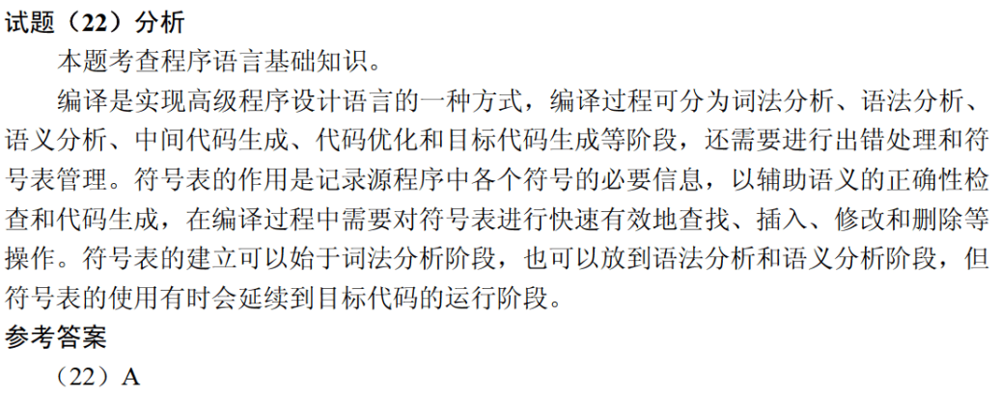 试题（22）分析
本题考查程序语言基础知识。
编译是实现高级程序设计语言的一种方式，编译过程可分为词法分析、语法分析、
语义分析、中间代码生成、代码优化和目标代码生成等阶段，还需要进行出错处理和符
号表管理。符号表的作用是记录源程序中各个符号的必要信息，以辅助语义的正确性检
查和代码生成，在编译过程中需要对符号表进行快速有效地查找、插入、修改和删除等
操作。符号表的建立可以始于词法分析阶段，也可以放到语法分析和语义分析阶段，但
符号表的使用有时会延续到目标代码的运行阶段。
参考答案
（22）A